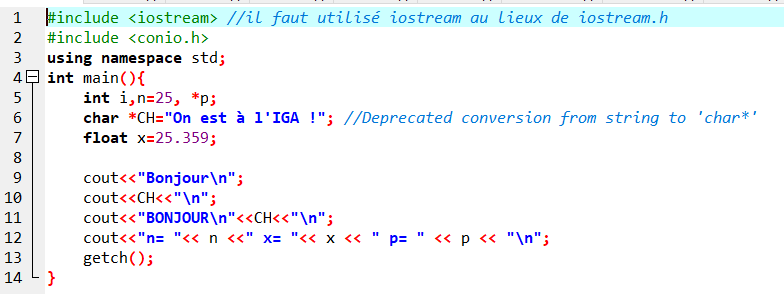 1 #include <iostream> //il faut utilisé iostream au lieux de iostream.h
2 #include <conio.h>
3 using namespace std;
4 int main(){
5 int i,n=25, *p;
6 char *CH="On est à l'IGA !"; //Deprecated conversion from string to 'char*'
7 float x=25.359;
8
9 cout<<"Bonjour\n";
10 cout<<CH<<"\n";
11 cout<<"BONJOUR\n"<<CH<<"\n";
12 cout<<"n= "<< n <<" x= "<< x << " p= " << p << "\n";
13 getch();
14 }